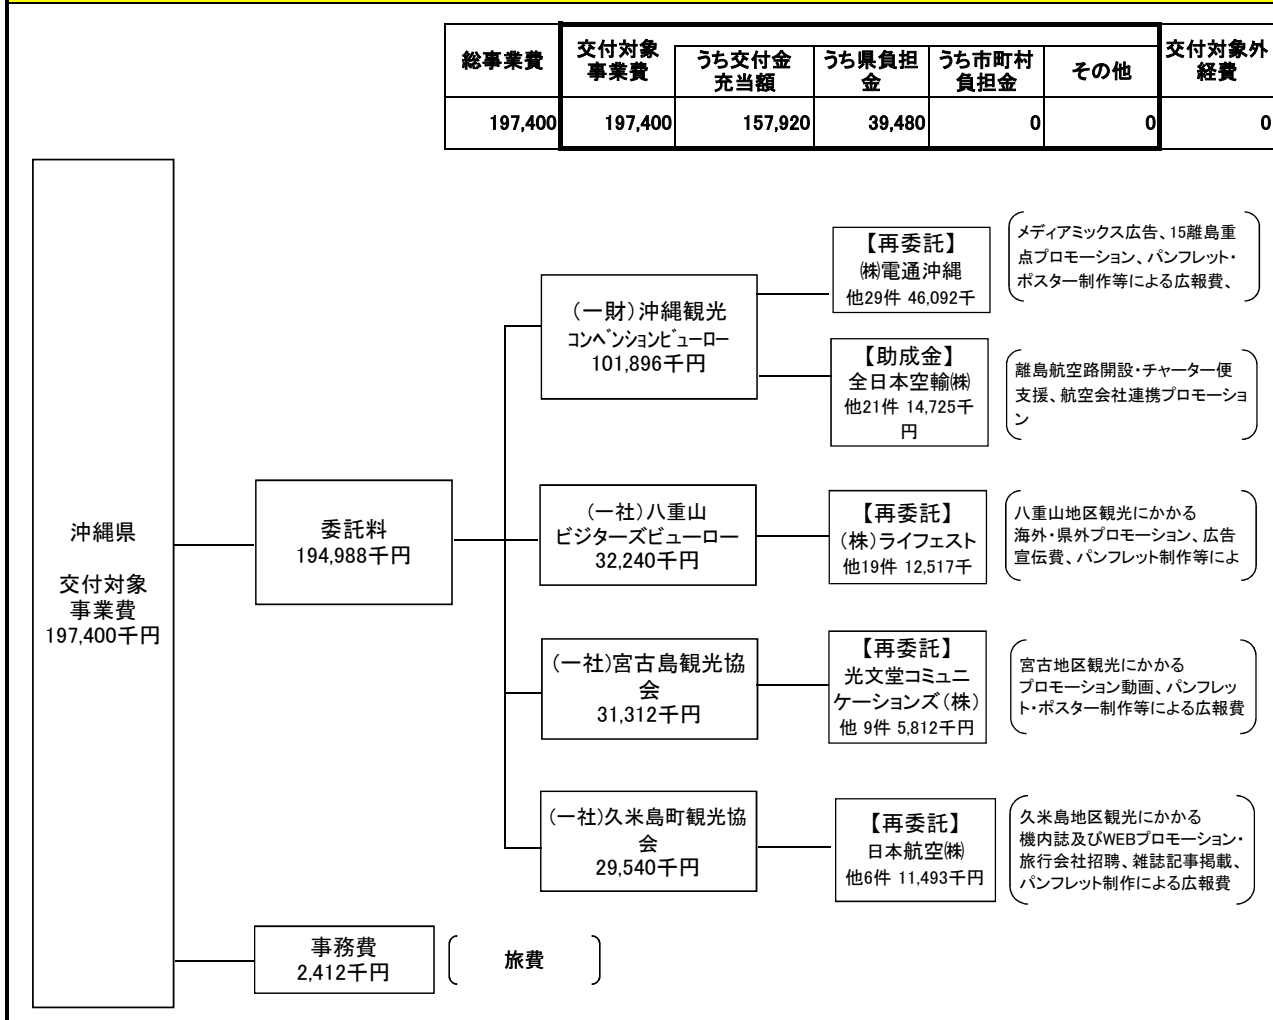 総事業費
交付対象
事業費
うち交付金
充当額
うち県負担
金
うち市町村
負担金
その他
交付対象外
経費
197,400
197,400
157,920
39,480
0
0
0
沖縄県
交付対象
事業費
197,400千円
委託料
194,988千円
(一財)沖縄観光
コンベンションビューロー
101,896千円
【再委託】
㈱電通沖縄
他29件 46,092千
メディアミックス広告、15離島重
点プロモーション、パンフレット・
ポスター制作等による広報費、
【助成金】
全日本空輸㈱
他21件 14,725千
円
離島航空路開設・チャーター便
支援、航空会社連携プロモーショ
ン
(一社)八重山
ビジターズビューロー
32,240千円
【再委託】
(株)ライフェスト
他19件 12,517千
八重山地区観光にかかる
海外・県外プロモーション、広告
宣伝費、パンフレット制作等によ
(一社)宮古島観光協
会
31,312千円
【再委託】
光文堂コミュニ
ケーションズ(株)
他 9件 5,812千円
宮古地区観光にかかる
プロモーション動画、パンフレッ
ト・ポスター制作等による広報費
(一社)久米島町観光協
会
29,540千円
【再委託】
日本航空㈱
他6件 11,493千円
久米島地区観光にかかる
機内誌及びWEBプロモーション・
旅行会社招聘、雑誌記事掲載、
パンフレット制作による広報費
事務費
2,412千円
旅費